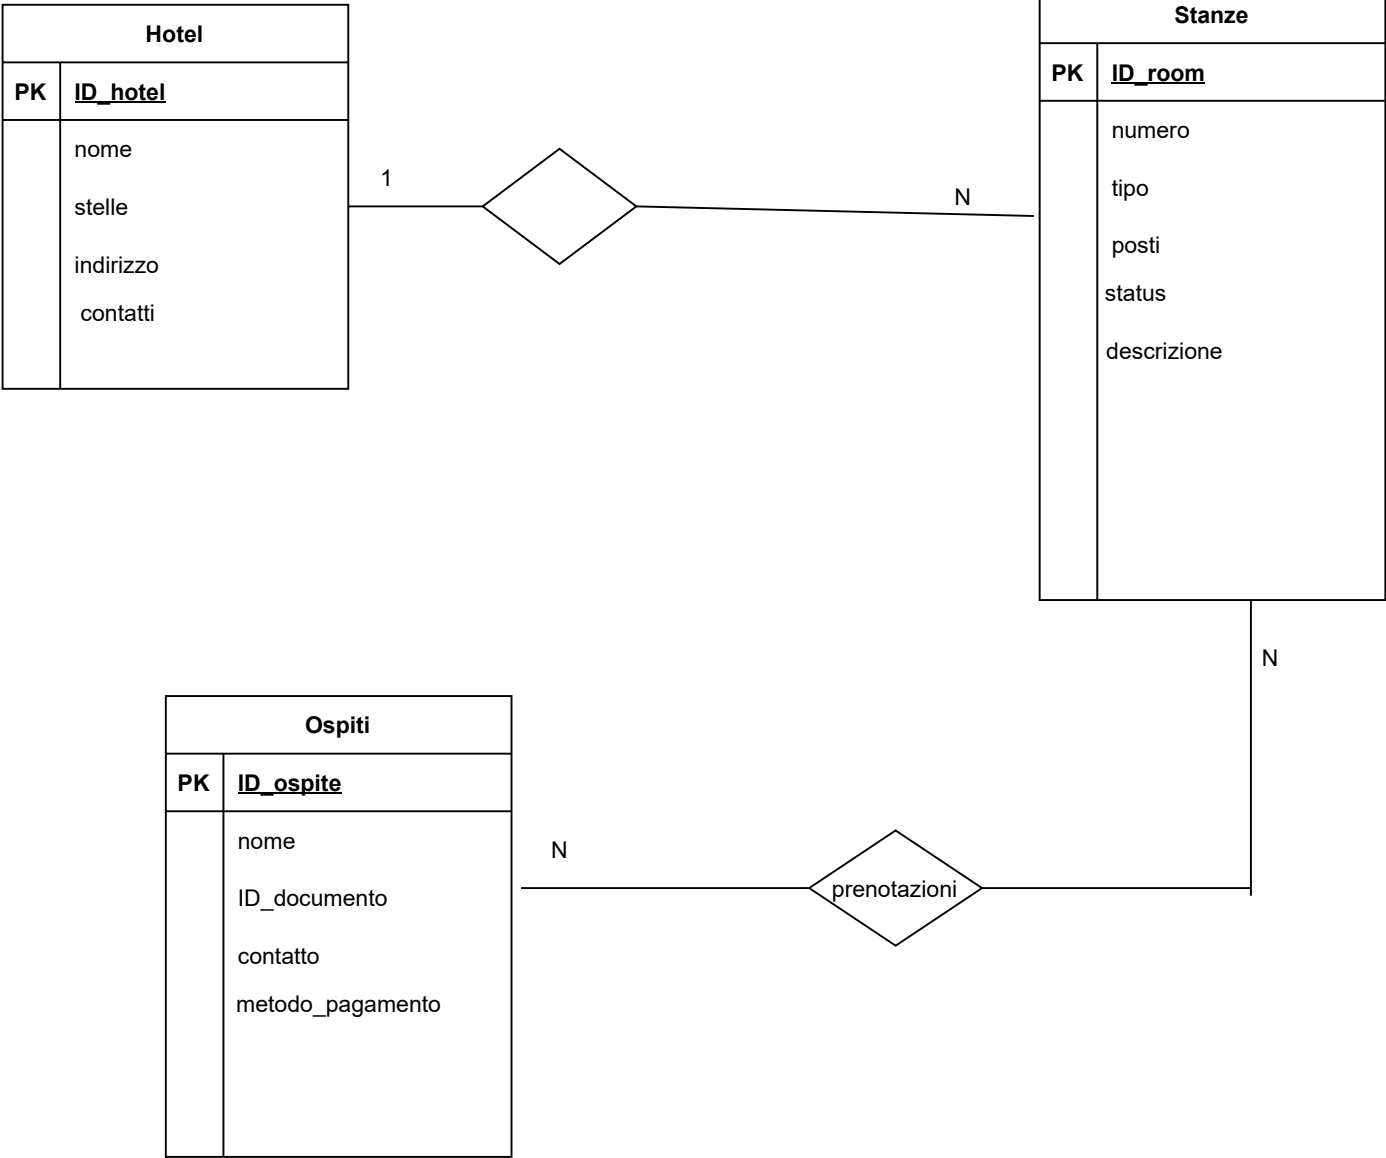 Hotel
PK ID_hotel
nome
stelle
indirizzo
contatti
1
N
Stanze
PK ID_room
numero
tipo
posti
status
descrizione
N
Ospiti
PK ID_ospite
nome
ID_documento
contatto
metodo_pagamento
N
prenotazioni